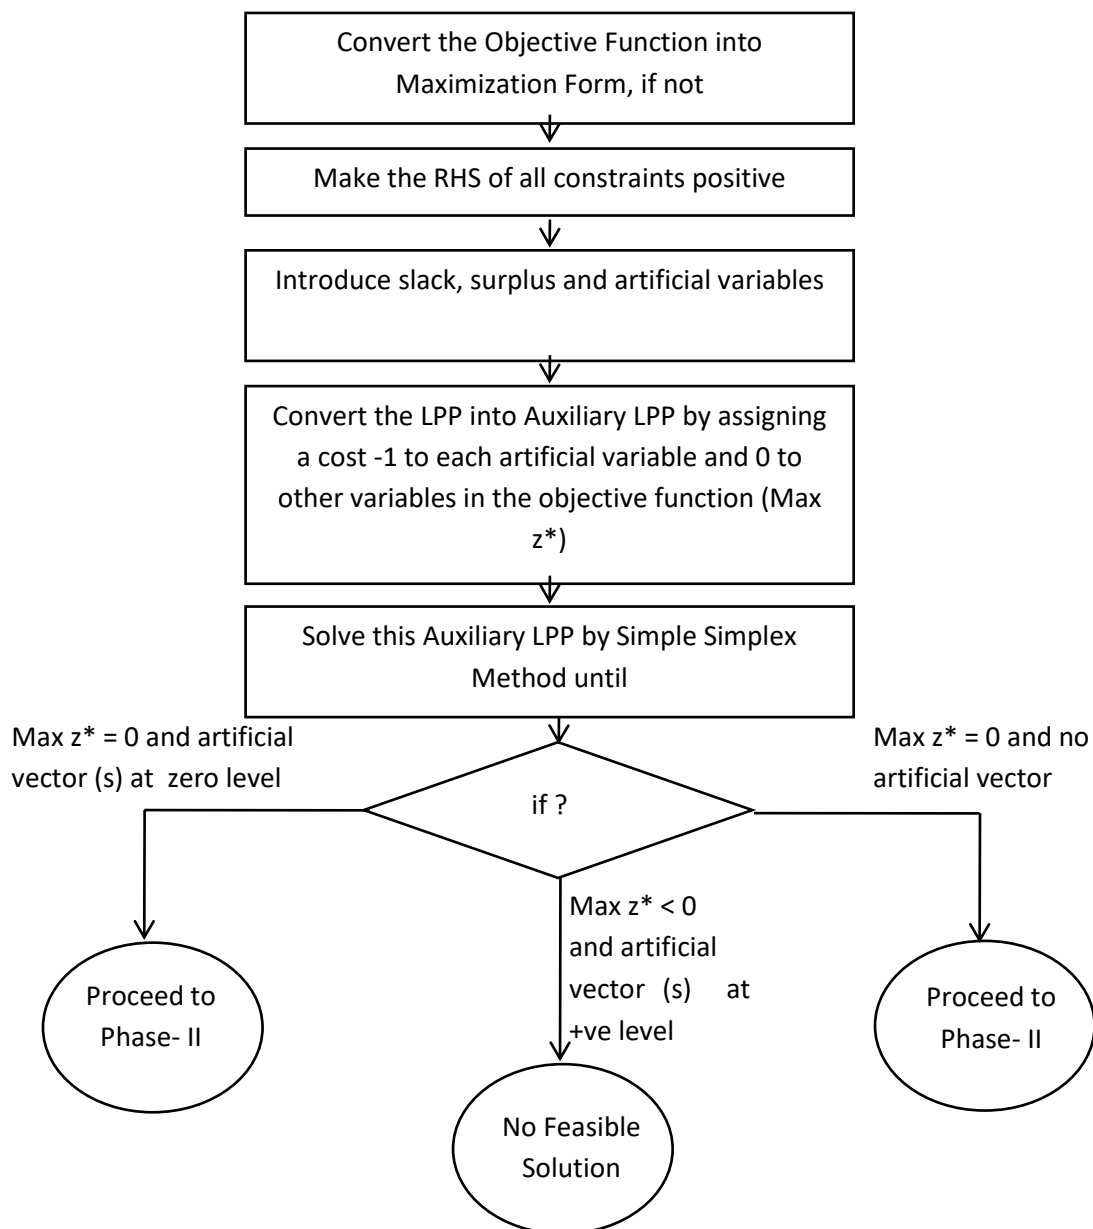 Convert the Objective Function into
Maximization Form, if not
Make the RHS of all constraints positive
Introduce slack, surplus and artificial variables
Convert the LPP into Auxiliary LPP by assigning
a cost -1 to each artificial variable and 0 to
other variables in the objective function (Max
z*)
Solve this Auxiliary LPP by Simple Simplex
Method until
Max z* = 0 and artificial
vector (s) at zero level
if ?
Max z* = 0 and no
artificial vector
Max z* < 0
and artificial
vector (s) at
+ve level
Proceed to
Phase- II
No Feasible
Solution
Proceed to
Phase- II